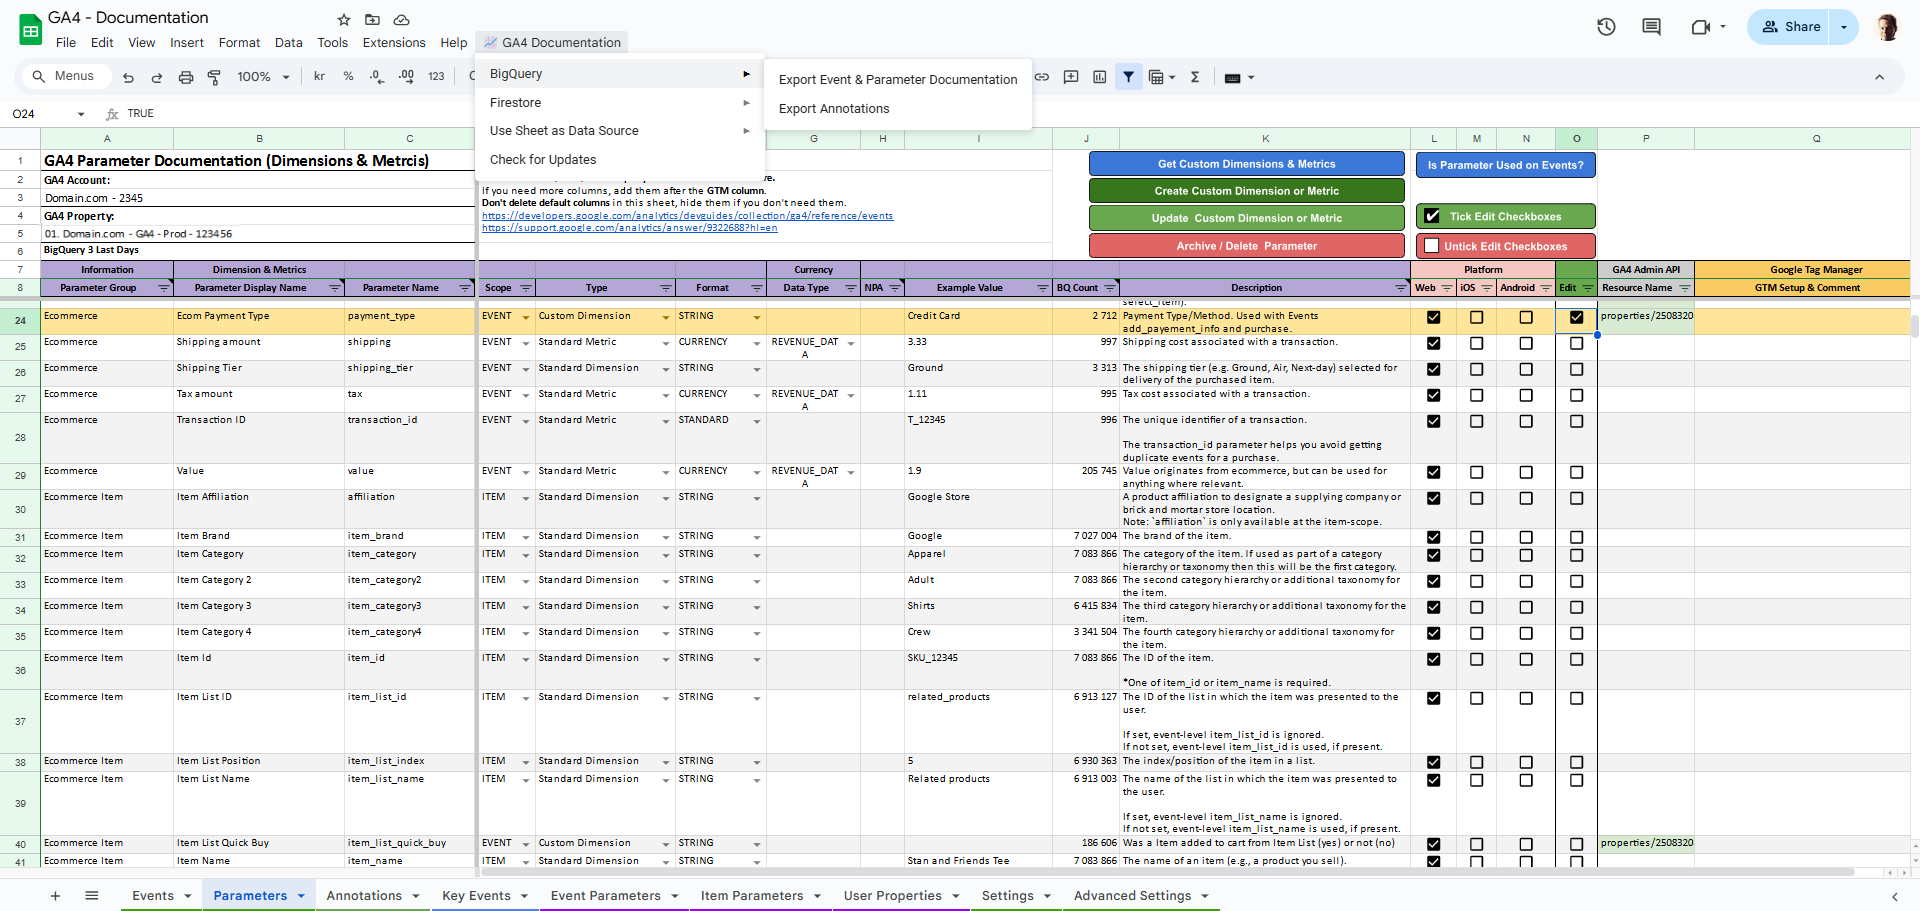 GA4 - Documentation
File Edit View Insert Format Data Tools Extensions Help GA4 Documentation
Share
Menus 100% kr % .0 .00 123
BigQuery
Firestore
Use Sheet as Data Source
Check for Updates
Export Event & Parameter Documentation
Export Annotations
O24 fx TRUE
A B C G H I J K L M N O P Q
1 GA4 Parameter Documentation (Dimensions & Metrcis)
2 GA4 Account:
3 Domain.com - 2345
4 GA4 Property:
5 01. Domain.com - GA4 - Prod - 123456
6 BigQuery 3 Last Days
If you need more columns, add them after the GTM column.
Don't delete default columns in this sheet, hide them if you don't need them.
https://developers.google.com/analytics/devguides/collection/ga4/reference/events
https://support.google.com/analytics/answer/9322688?hl=en
Get Custom Dimensions & Metrics
Create Custom Dimension or Metric
Update Custom Dimension or Metric
Archive / Delete Parameter
Is Parameter Used on Events?
Tick Edit Checkboxes
Untick Edit Checkboxes
7 Information Dimension & Metrics Currency Platform GA4 Admin API Google Tag Manager
8 Parameter Group Parameter Display Name Parameter Name Scope Type Format Data Type NPA Example Value BQ Count Description Web iOS Android Edit Resource Name GTM Setup & Comment
select_item).
24 Ecommerce Ecom Payment Type payment_type EVENT Custom Dimension STRING Credit Card 2 712 Payment Type/Method. Used with Events properties/2508320
add_payement_info and purchase.
25 Ecommerce Shipping amount shipping EVENT Standard Metric CURRENCY REVENUE_DAT 3.33 997 Shipping cost associated with a transaction.
A
26 Ecommerce Shipping Tier shipping_tier EVENT Standard Dimension STRING Ground 3 313 The shipping tier (e.g. Ground, Air, Next-day) selected for
delivery of the purchased item.
27 Ecommerce Tax amount tax EVENT Standard Metric CURRENCY REVENUE_DAT 1.11 995 Tax cost associated with a transaction.
A
28 Ecommerce Transaction ID transaction_id EVENT Standard Metric STANDARD T_12345 996 The unique identifier of a transaction.
The transaction_id parameter helps you avoid getting
duplicate events for a purchase.
29 Ecommerce Value value EVENT Standard Metric CURRENCY REVENUE_DAT 1.9 205 745 Value originates from ecommerce, but can be used for
A anything where relevant.
30 Ecommerce Item Item Affiliation affiliation ITEM Standard Dimension STRING Google Store A product affiliation to designate a supplying company or
brick and mortar store location.
Note: `affiliation` is only available at the item-scope.
31 Ecommerce Item Item Brand item_brand ITEM Standard Dimension STRING Google 7 027 004 The brand of the item.
32 Ecommerce Item Item Category item_category ITEM Standard Dimension STRING Apparel 7 083 866 The category of the item. If used as part of a category
hierarchy or taxonomy then this will be the first category.
33 Ecommerce Item Item Category 2 item_category2 ITEM Standard Dimension STRING Adult 7 083 866 The second category hierarchy or additional taxonomy for
the item.
34 Ecommerce Item Item Category 3 item_category3 ITEM Standard Dimension STRING Shirts 6 415 834 The third category hierarchy or additional taxonomy for the
item.
35 Ecommerce Item Item Category 4 item_category4 ITEM Standard Dimension STRING Crew 3 341 504 The fourth category hierarchy or additional taxonomy for
the item.
36 Ecommerce Item Item Id item_id ITEM Standard Dimension STRING SKU_12345 7 083 866 The ID of the item.
*One of item_id or item_name is required.
37 Ecommerce Item Item List ID item_list_id ITEM Standard Dimension STRING related_products 6 913 127 The ID of the list in which the item was presented to the
user.
If set, event-level item_list_id is ignored.
If not set, event-level item_list_id is used, if present.
38 Ecommerce Item Item List Position item_list_index ITEM Standard Dimension STRING 5 6 930 363 The index/position of the item in a list.
39 Ecommerce Item Item List Name item_list_name ITEM Standard Dimension STRING Related products 6 913 003 The name of the list in which the item was presented to
the user.
If set, event-level item_list_name is ignored.
If not set, event-level item_list_name is used, if present.
40 Ecommerce Item Item List Quick Buy item_list_quick_buy EVENT Custom Dimension 186 606 Was a Item added to cart from Item List (yes) or not (no) properties/2508320
41 Ecommerce Item Item Name item_name ITEM Standard Dimension STRING Stan and Friends Tee 7 083 866 The name of an item (e.g., a product you sell).
Events Parameters Annotations Key Events Event Parameters Item Parameters User Properties Settings Advanced Settings